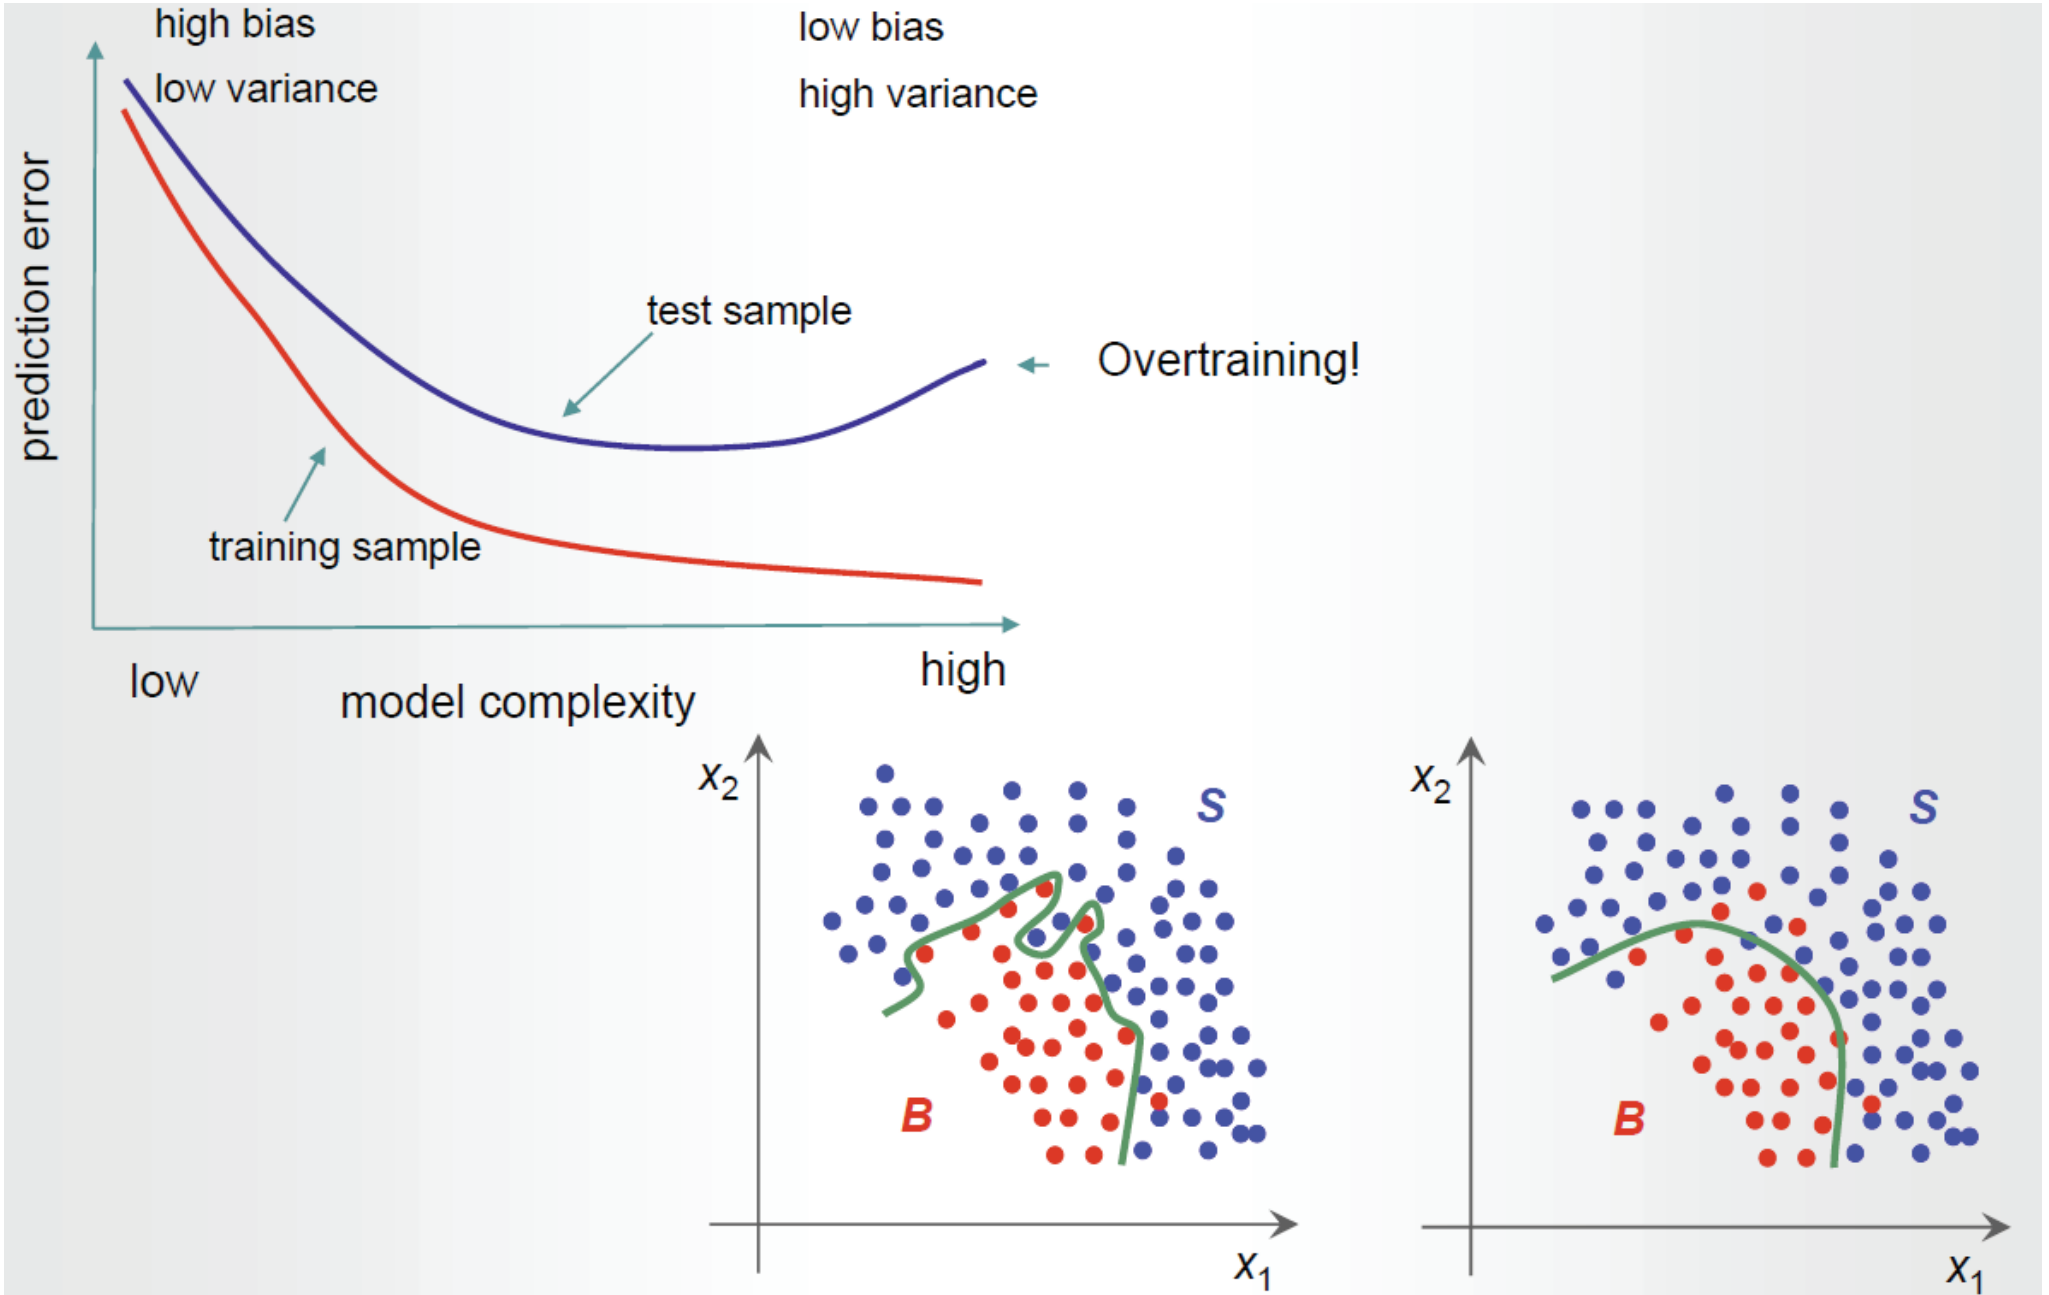 high bias
low variance
low bias
high variance
prediction error
test sample
Overtraining!
training sample
low
high
model complexity
x2
S
B
x1
x2
S
B
x1